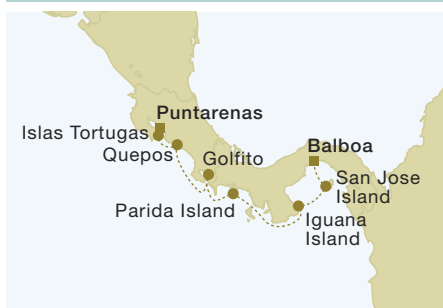 Puntarenas
Islas Tortugas
Quepos
Golfito
Balboa
San Jose
Island
Parida Island
Iguana
Island